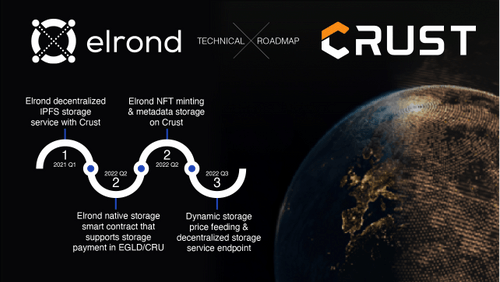 elrond
TECHNICAL ROADMAP
CRUST
Elrond decentralized
IPFS storage
service with Crust
Elrond NFT minting
& metadata storage
on Crust
1
2021 Q1
2022 Q2
2
2
2022 Q2
2022 Q3
3
Elrond native storage
smart contract that
supports storage
payment in EGLD/CRU
Dynamic storage
price feeding &
decentralized storage
service endpoint